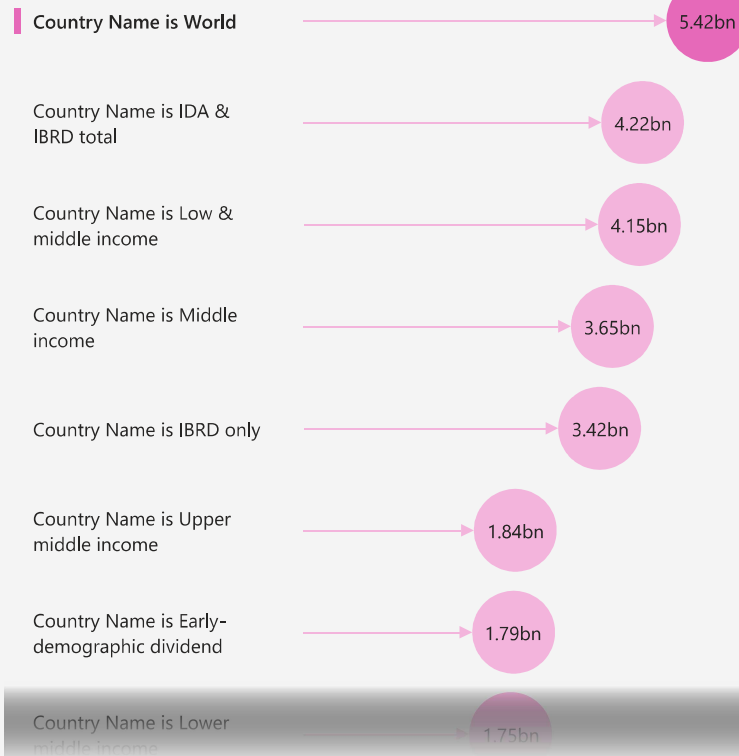 Country Name is World
5.42bn
Country Name is IDA &
IBRD total
4.22bn
Country Name is Low &
middle income
4.15bn
Country Name is Middle
income
3.65bn
Country Name is IBRD only
3.42bn
Country Name is Upper
middle income
1.84bn
Country Name is Early-
demographic dividend
1.79bn
Country Name is Lower
middle income
1.75bn